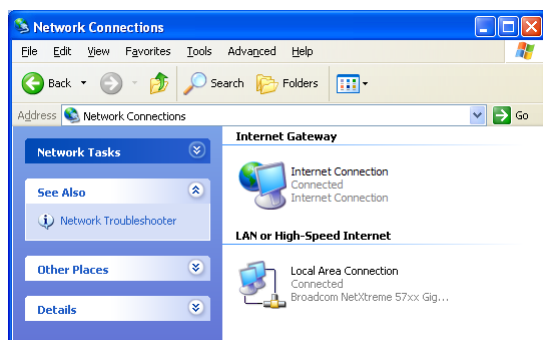 Network Connections
File Edit View Favorites Tools Advanced Help
Back Search Folders
Address Network Connections Go
Network Tasks
See Also
Network Troubleshooter
Other Places
Details
Internet Gateway
Internet Connection
Connected
Internet Connection
LAN or High-Speed Internet
Local Area Connection
Connected
Broadcom NetXtreme 57xx Gig...